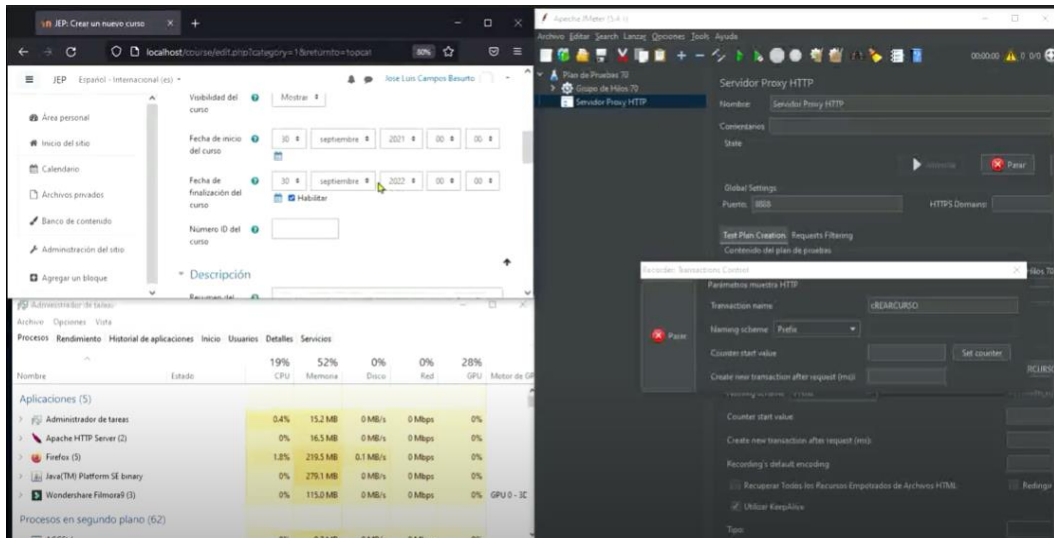 JEP: Crear un nuevo curso
localhost/course/edit.php?category=1&returnto=topcat
80%
JEP Español - Internacional (es)
Jose Luis Campos Basurto
Área personal
Inicio del sitio
Calendario
Archivos privados
Banco de contenido
Administración del sitio
Agregar un bloque
Visibilidad del curso
Mostrar
Fecha de inicio del curso
30 septiembre 2021 00 00
Fecha de finalización del curso
30 septiembre 2022 00 00
Habilitar
Número ID del curso
Descripción
Resumen del
Administrador de tareas
Archivo Opciones Vista
Procesos Rendimiento Historial de aplicaciones Inicio Usuarios Detalles Servicios
19% 52% 0% 0% 28%
Nombre Estado CPU Memoria Disco Red GPU Motor de GP
Aplicaciones (5)
Administrador de tareas 0.4% 15.2 MB 0 MB/s 0 Mbps 0%
Apache HTTP Server (2) 0% 16.5 MB 0 MB/s 0 Mbps 0%
Firefox (5) 1.8% 219.5 MB 0.1 MB/s 0 Mbps 0%
Java(TM) Platform SE binary 0% 279.1 MB 0 MB/s 0 Mbps 0%
Wondershare Filmora9 (3) 0% 115.0 MB 0 MB/s 0 Mbps 0% GPU 0 - 3D
Procesos en segundo plano (62)
Apache JMeter (5.4.1)
Archivo Editar Search Lanzar Opciones Tools Ayuda
00:00:00 0 0/0
Plan de Pruebas 70
Grupo de Hilos 70
Servidor Proxy HTTP
Servidor Proxy HTTP
Nombre: Servidor Proxy HTTP
Comentarios
State
Parar
Global Settings
Puerto: 8888 HTTPS Domains:
Test Plan Creation Requests Filtering
Contenido del plan de pruebas
Recorder Transactions Control
Parámetros muestra HTTP
Transaction name cREARCURSO
Naming scheme Prefix
Parar
Counter start value Set counter
Create new transaction after request (ms):
Counter start value
Create new transaction after request (ms):
Recording's default encoding
Recuperar Todos los Recursos Empotrados de Archivos HTML Redirigir
Utilizar KeepAlive
Tipo: